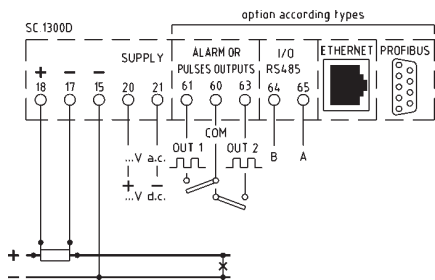 option according types
SC.1300D
SUPPLY
ALARM OR
PULSES OUTPUTS
I/O
RS485
ETHERNET
PROFIBUS
+ − −
18 17 15 20 21 61 60 63 64 65
COM
...V a.c.
OUT 1
OUT 2
B A
+ −
...V d.c.
+
−